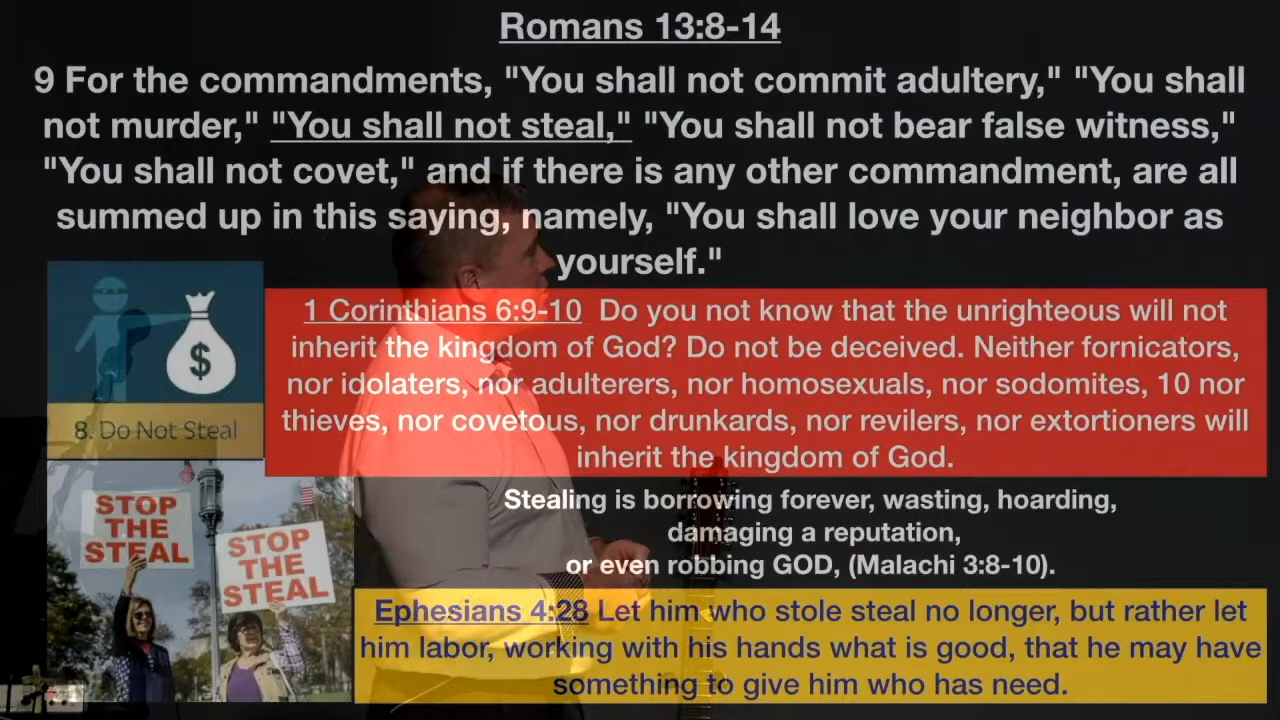 Romans 13:8-14
9 For the commandments, "You shall not commit adultery," "You shall
not murder," "You shall not steal," "You shall not bear false witness,"
"You shall not covet," and if there is any other commandment, are all
summed up in this saying, namely, "You shall love your neighbor as
yourself."
1 Corinthians 6:9-10 Do you not know that the unrighteous will not
inherit the kingdom of God? Do not be deceived. Neither fornicators,
nor idolaters, nor adulterers, nor homosexuals, nor sodomites, 10 nor
thieves, nor covetous, nor drunkards, nor revilers, nor extortioners will
inherit the kingdom of God.
$
8. Do Not Steal
STOP
THE
STEAL
STOP
THE
STEAL
Stealing is borrowing forever, wasting, hoarding,
damaging a reputation,
or even robbing GOD, (Malachi 3:8-10).
Ephesians 4:28 Let him who stole steal no longer, but rather let
him labor, working with his hands what is good, that he may have
something to give him who has need.